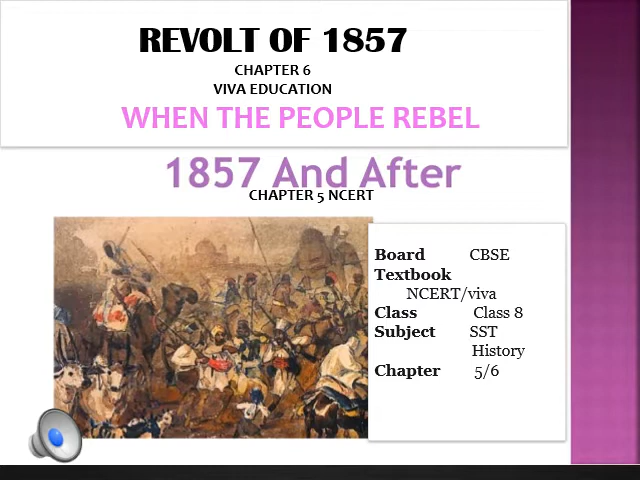 REVOLT OF 1857
CHAPTER 6
VIVA EDUCATION
WHEN THE PEOPLE REBEL
1857 And After
CHAPTER 5 NCERT
Board CBSE
Textbook
NCERT/viva
Class Class 8
Subject SST
History
Chapter 5/6